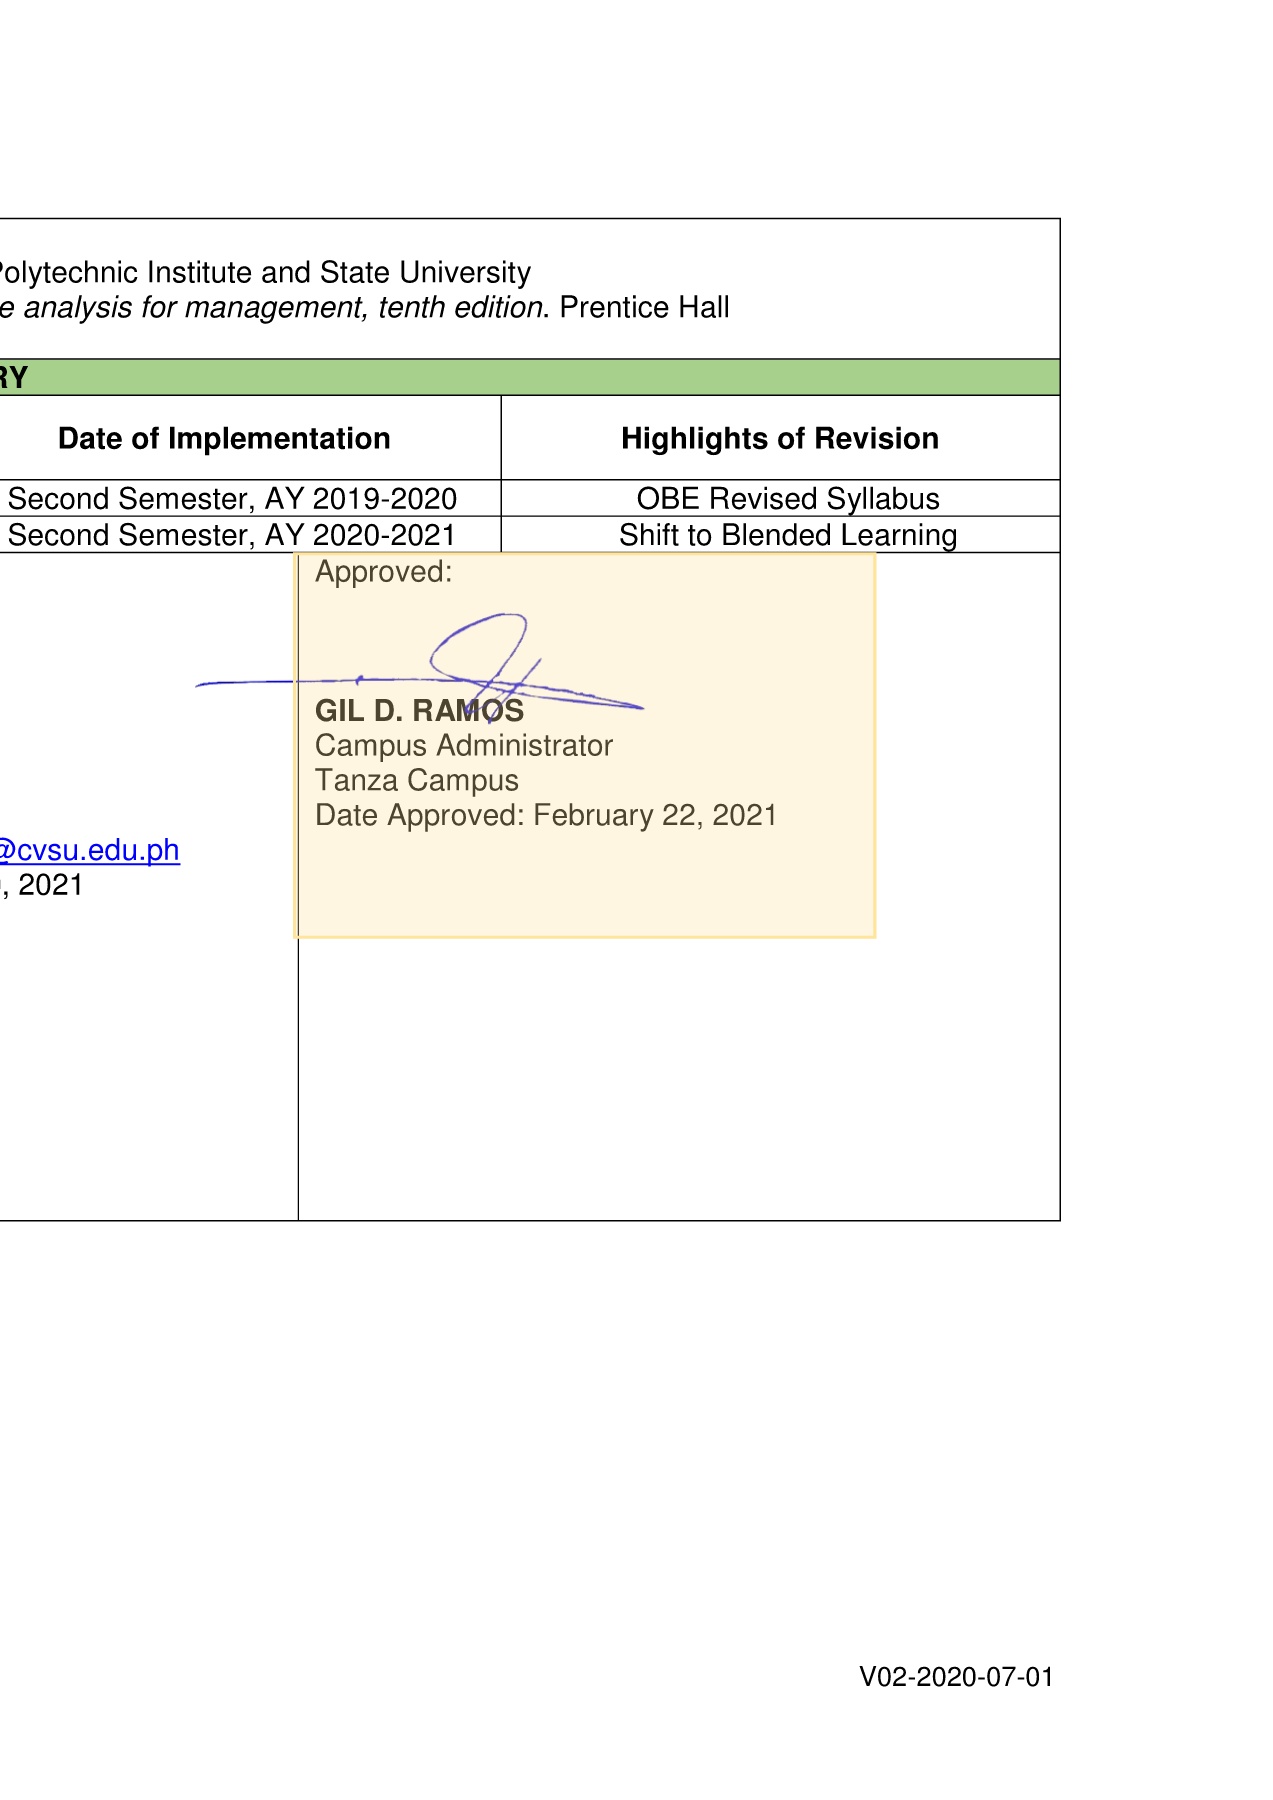 Polytechnic Institute and State University
e analysis for management, tenth edition. Prentice Hall
RY
Date of Implementation Highlights of Revision
Second Semester, AY 2019-2020 OBE Revised Syllabus
Second Semester, AY 2020-2021 Shift to Blended Learning
Approved:
GIL D. RAMOS
Campus Administrator
Tanza Campus
Date Approved: February 22, 2021
@cvsu.edu.ph
, 2021
V02-2020-07-01